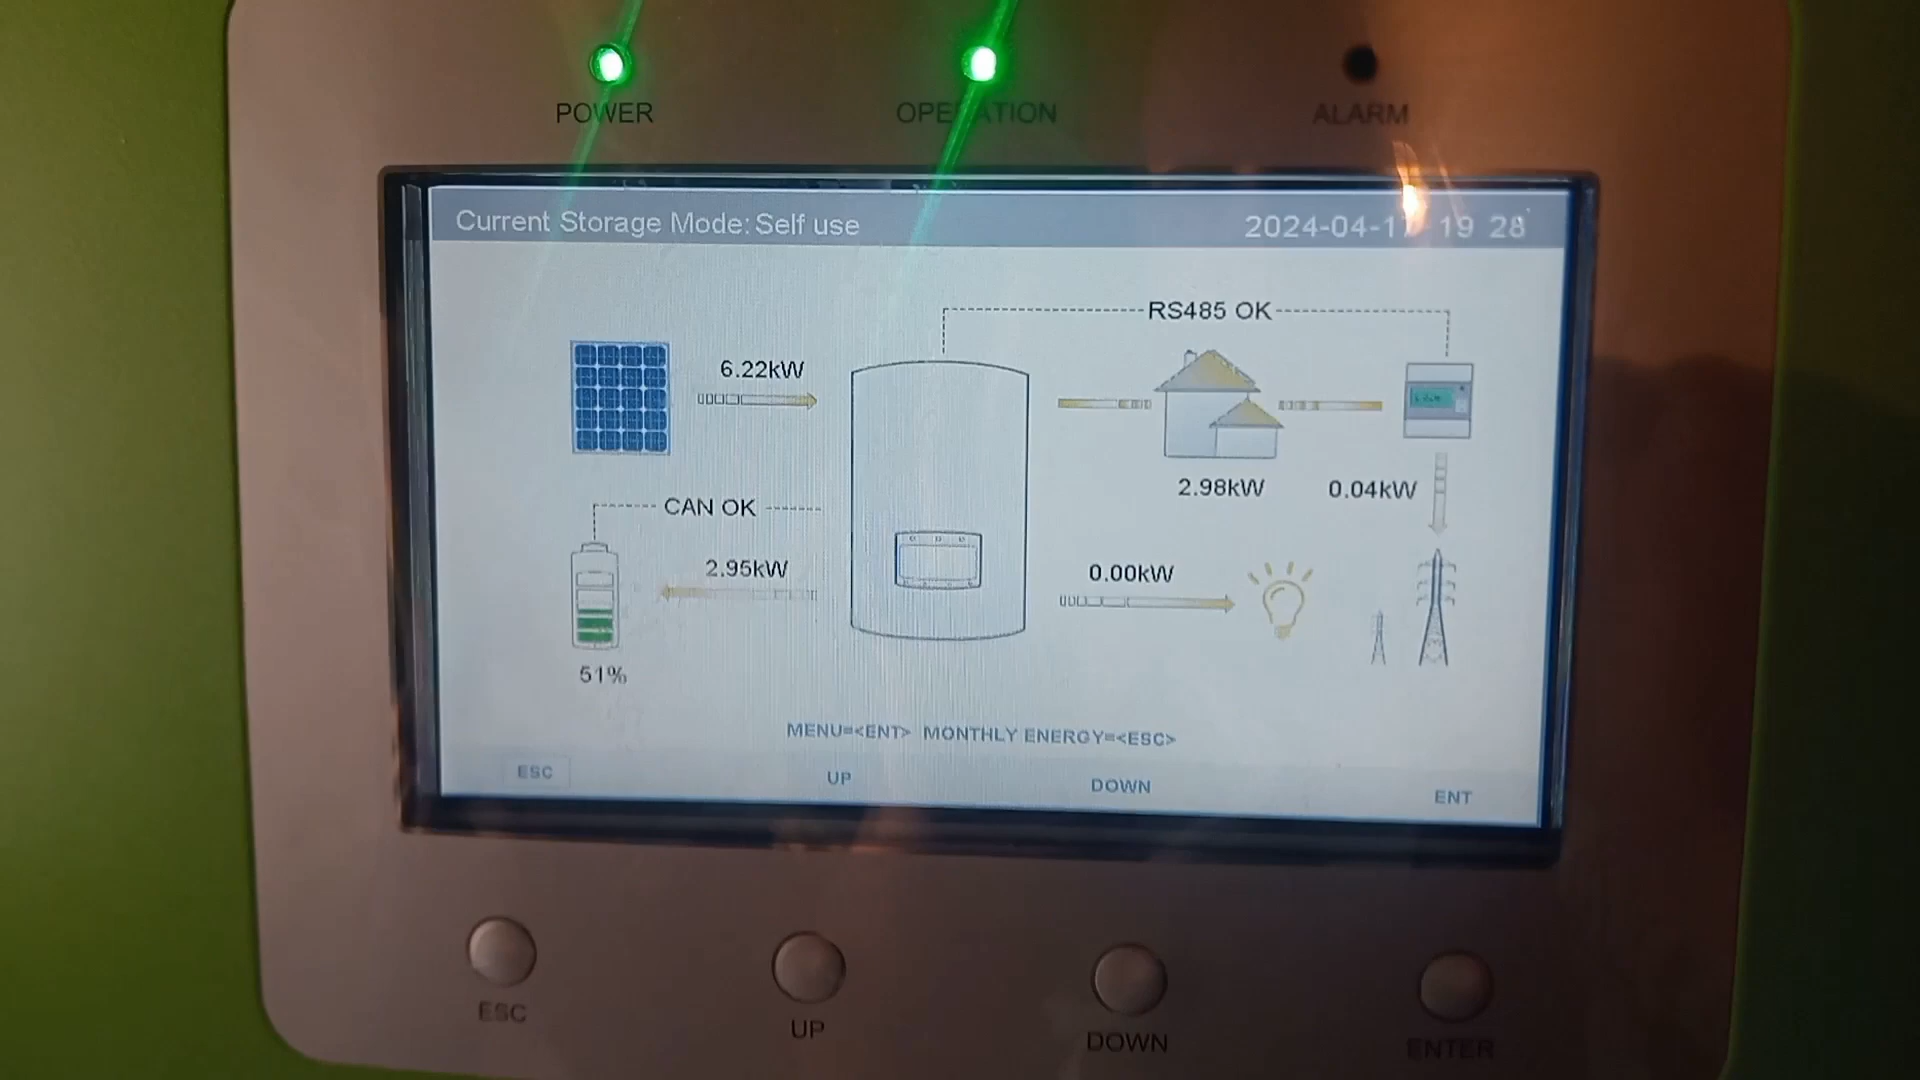 POWER
OPERATION
ALARM
Current Storage Mode: Self use
2024-04-17 19 28
RS485 OK
6.22kW
2.98kW
0.04kW
CAN OK
2.95kW
0.00kW
51%
MENU=<ENT> MONTHLY ENERGY=<ESC>
ESC UP DOWN ENT
ESC
UP
DOWN
ENTER